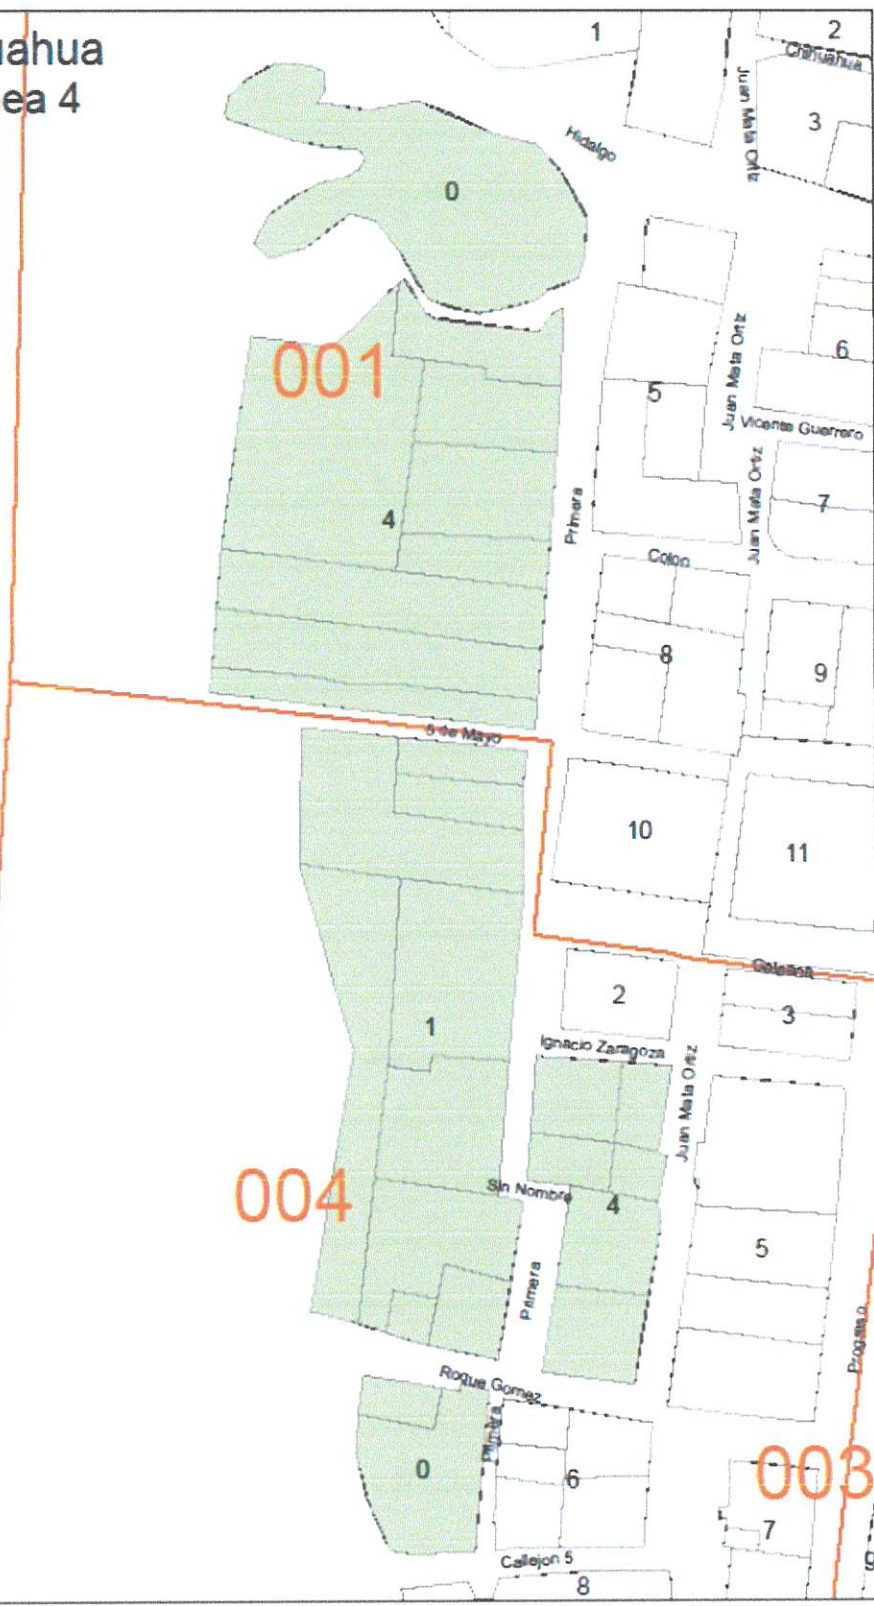 uahua
ea 4
1
2
Chihuahua
Juan Mata Ortiz
3
Hidalgo
0
Juan Mata Ortiz
6
001
5
J Vicente Guerrero
Juan Mata Ortiz
7
4
Primera
Colon
8
9
5 de Mayo
10
11
2
3
1
Ignacio Zaragoza
Juan Mata Ortiz
004
Sin Nombre
4
5
Primera
Progreso
Roque Gomez
Primera
0
6
003
7
Callejon 5
8
9